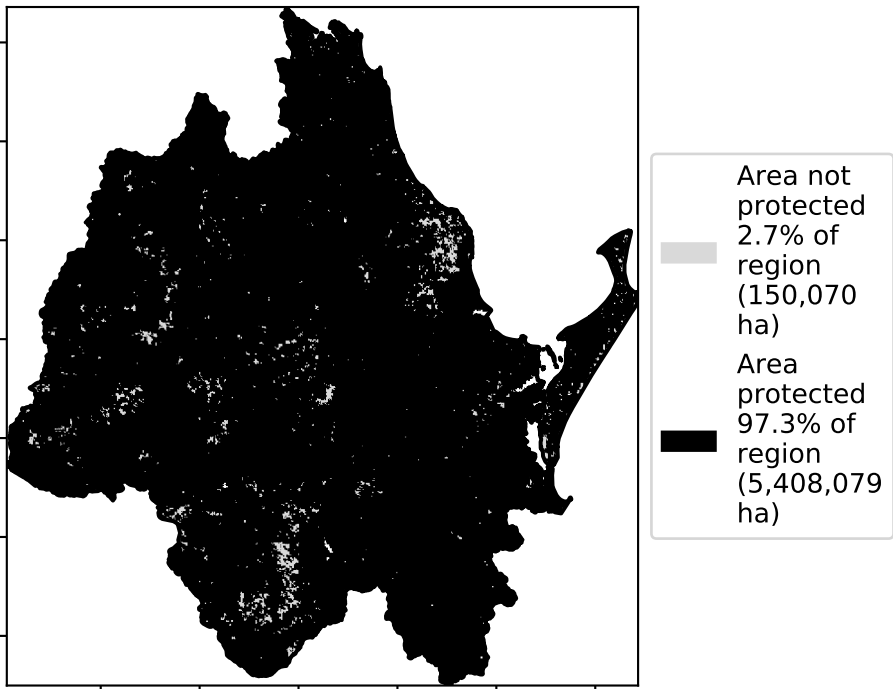 Area not
protected
2.7% of
region
(150,070
ha)
Area
protected
97.3% of
region
(5,408,079
ha)